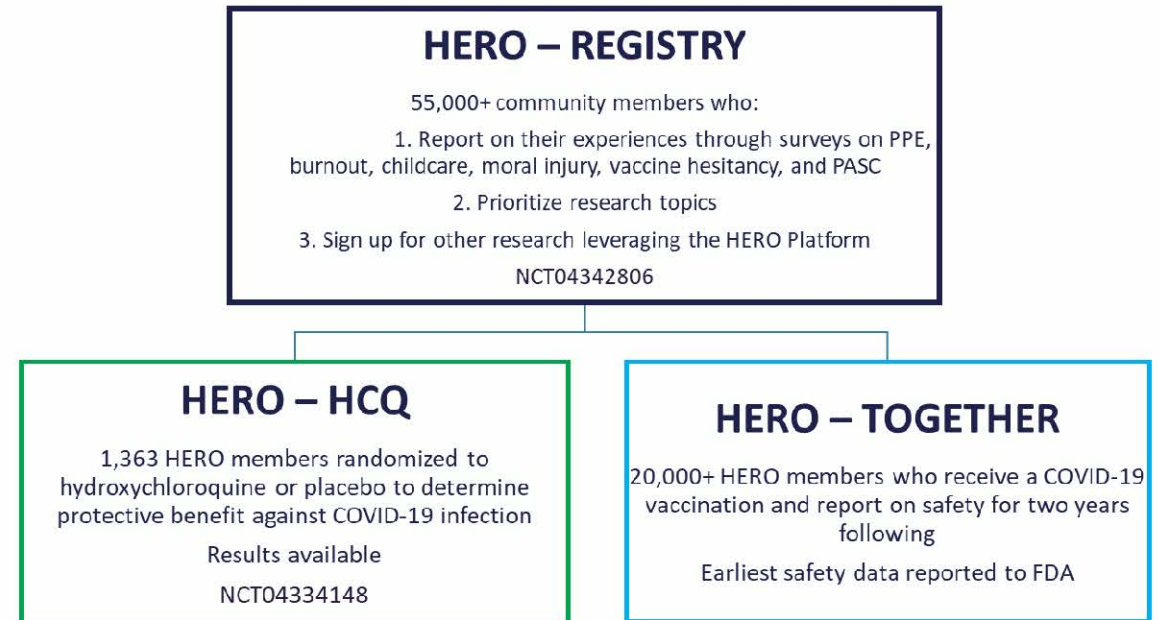 HERO – REGISTRY
55,000+ community members who:
1. Report on their experiences through surveys on PPE,
burnout, childcare, moral injury, vaccine hesitancy, and PASC
2. Prioritize research topics
3. Sign up for other research leveraging the HERO Platform
NCT04342806
HERO – HCQ
1,363 HERO members randomized to
hydroxychloroquine or placebo to determine
protective benefit against COVID-19 infection
Results available
NCT04334148
HERO – TOGETHER
20,000+ HERO members who receive a COVID-19
vaccination and report on safety for two years
following
Earliest safety data reported to FDA